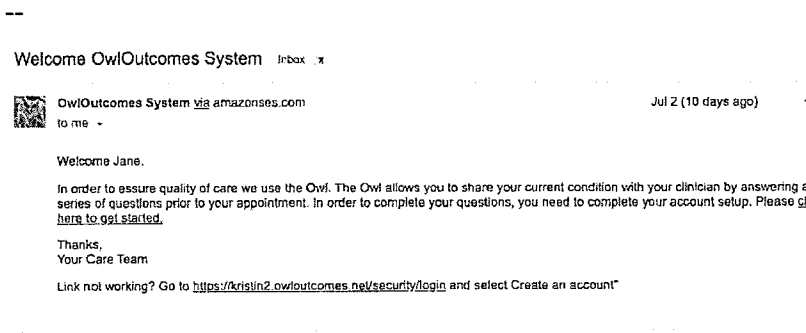 --
Welcome OwlOutcomes System Inbox x
OwlOutcomes System via amazonses.com Jul 2 (10 days ago)
to me
Welcome Jane,
In order to assure quality of care we use the Owl. The Owl allows you to share your current condition with your clinician by answering a
series of questions prior to your appointment. In order to complete your questions, you need to complete your account setup. Please
here to get started.
Thanks,
Your Care Team
Link not working? Go to https://kristin2.owloutcomes.net/security/login and select Create an account"